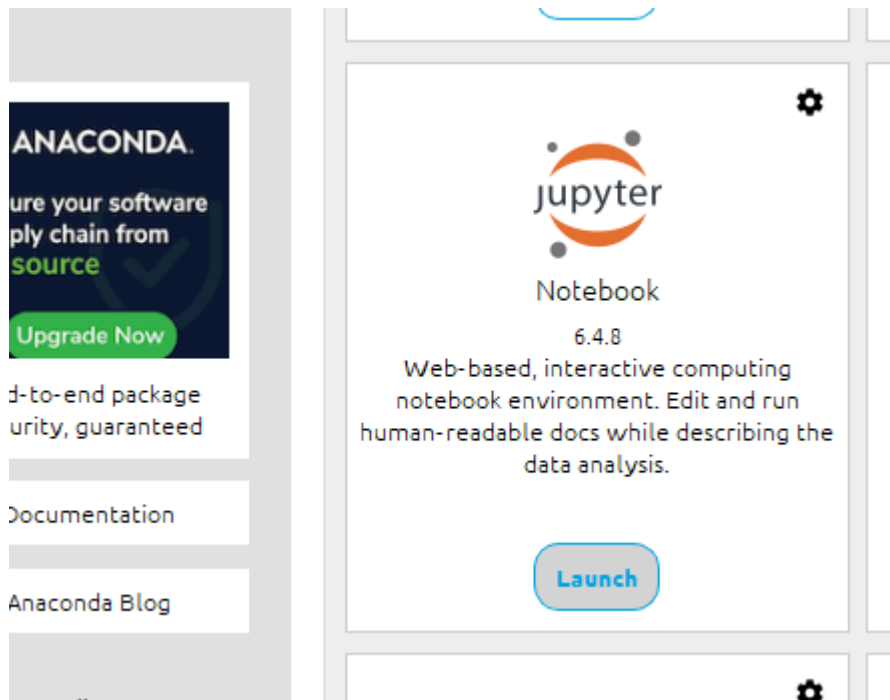 ANACONDA.
ure your software
ply chain from
source
Upgrade Now
d-to-end package
urity, guaranteed
Documentation
Anaconda Blog
jupyter
Notebook
6.4.8
Web-based, interactive computing
notebook environment. Edit and run
human-readable docs while describing the
data analysis.
Launch